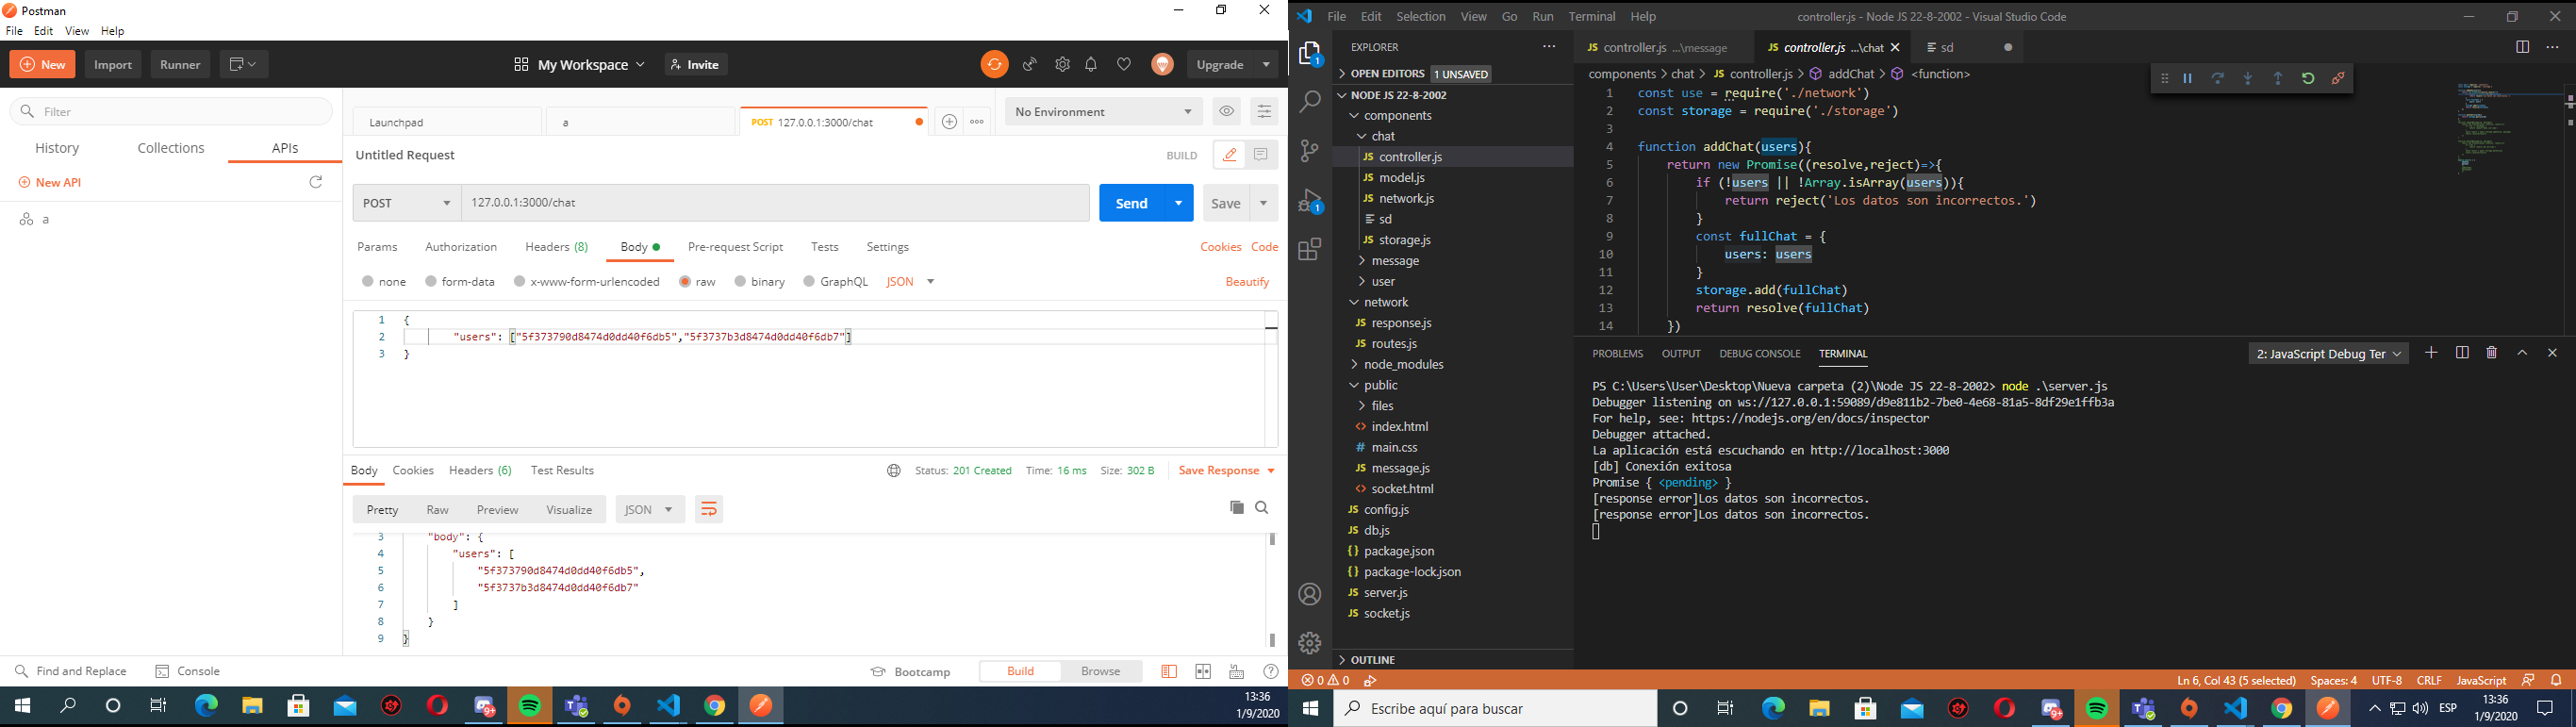 Postman
File Edit View Help
New Import Runner My Workspace Invite Upgrade
Filter
History Collections APIs
New API
a
Launchpad a POST 127.0.0.1:3000/chat No Environment
Untitled Request BUILD
POST 127.0.0.1:3000/chat Send Save
Params Authorization Headers (8) Body Pre-request Script Tests Settings Cookies Code
none form-data x-www-form-urlencoded raw binary GraphQL JSON Beautify
1 {
2 "users": ["5f373790d8474d0dd40f6db5","5f3737b3d8474d0dd40f6db7"]
3 }
Body Cookies Headers (6) Test Results Status: 201 Created Time: 16 ms Size: 302 B Save Response
Pretty Raw Preview Visualize JSON
3 "body": {
4 "users": [
5 "5f373790d8474d0dd40f6db5",
6 "5f3737b3d8474d0dd40f6db7"
7 ]
8 }
9 }
Find and Replace Console Bootcamp Build Browse
9+
13:36
1/9/2020
File Edit Selection View Go Run Terminal Help controller.js - Node JS 22-8-2002 - Visual Studio Code
1
1
EXPLORER
OPEN EDITORS 1 UNSAVED
NODE JS 22-8-2002
components
chat
JS controller.js
JS model.js
JS network.js
sd
JS storage.js
message
user
network
JS response.js
JS routes.js
node_modules
public
files
index.html
# main.css
JS message.js
socket.html
JS config.js
JS db.js
{} package.json
{} package-lock.json
JS server.js
JS socket.js
OUTLINE
JS controller.js ...\message JS controller.js ...\chat sd
components > chat > JS controller.js > addChat > <function>
1 const use = require('./network')
2 const storage = require('./storage')
3
4 function addChat(users){
5 return new Promise((resolve,reject)=>{
6 if (!users || !Array.isArray(users)){
7 return reject('Los datos son incorrectos.')
8 }
9 const fullChat = {
10 users: users
11 }
12 storage.add(fullChat)
13 return resolve(fullChat)
14 })
PROBLEMS OUTPUT DEBUG CONSOLE TERMINAL 2: JavaScript Debug Ter
PS C:\Users\User\Desktop\Nueva carpeta (2)\Node JS 22-8-2002> node .\server.js
Debugger listening on ws://127.0.0.1:59089/d9e811b2-7be0-4e68-81a5-8df29e1ffb3a
For help, see: https://nodejs.org/en/docs/inspector
Debugger attached.
La aplicación está escuchando en http://localhost:3000
[db] Conexión exitosa
Promise { <pending> }
[response error]Los datos son incorrectos.
[response error]Los datos son incorrectos.
0 0 Ln 6, Col 43 (5 selected) Spaces: 4 UTF-8 CRLF JavaScript
Escribe aquí para buscar 9+ ESP
13:36
1/9/2020